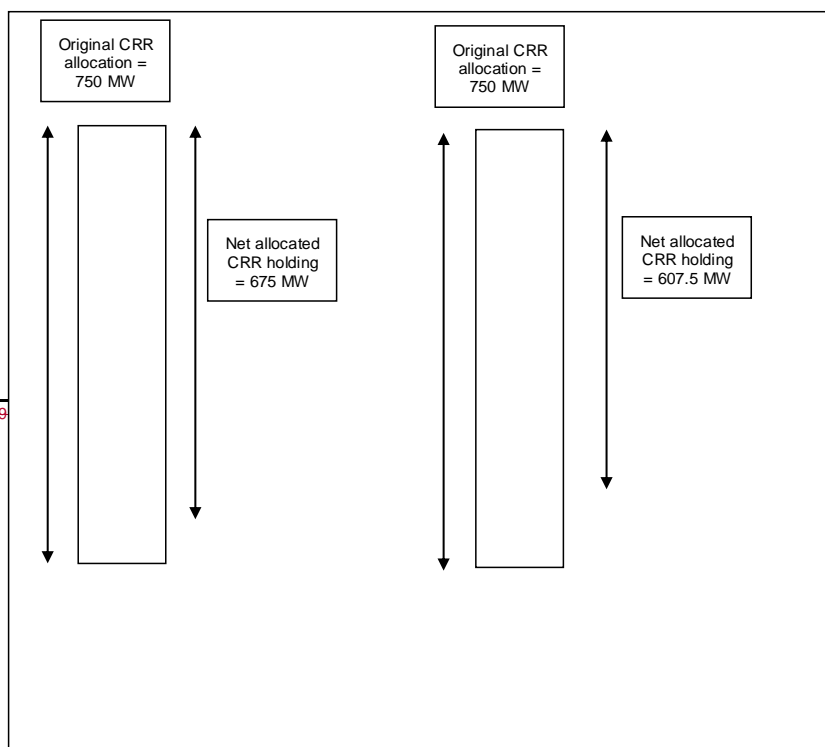 Original CRR
allocation =
750 MW
Original CRR
allocation =
750 MW
Net allocated
CRR holding
= 675 MW
Net allocated
CRR holding
= 607.5 MW
9